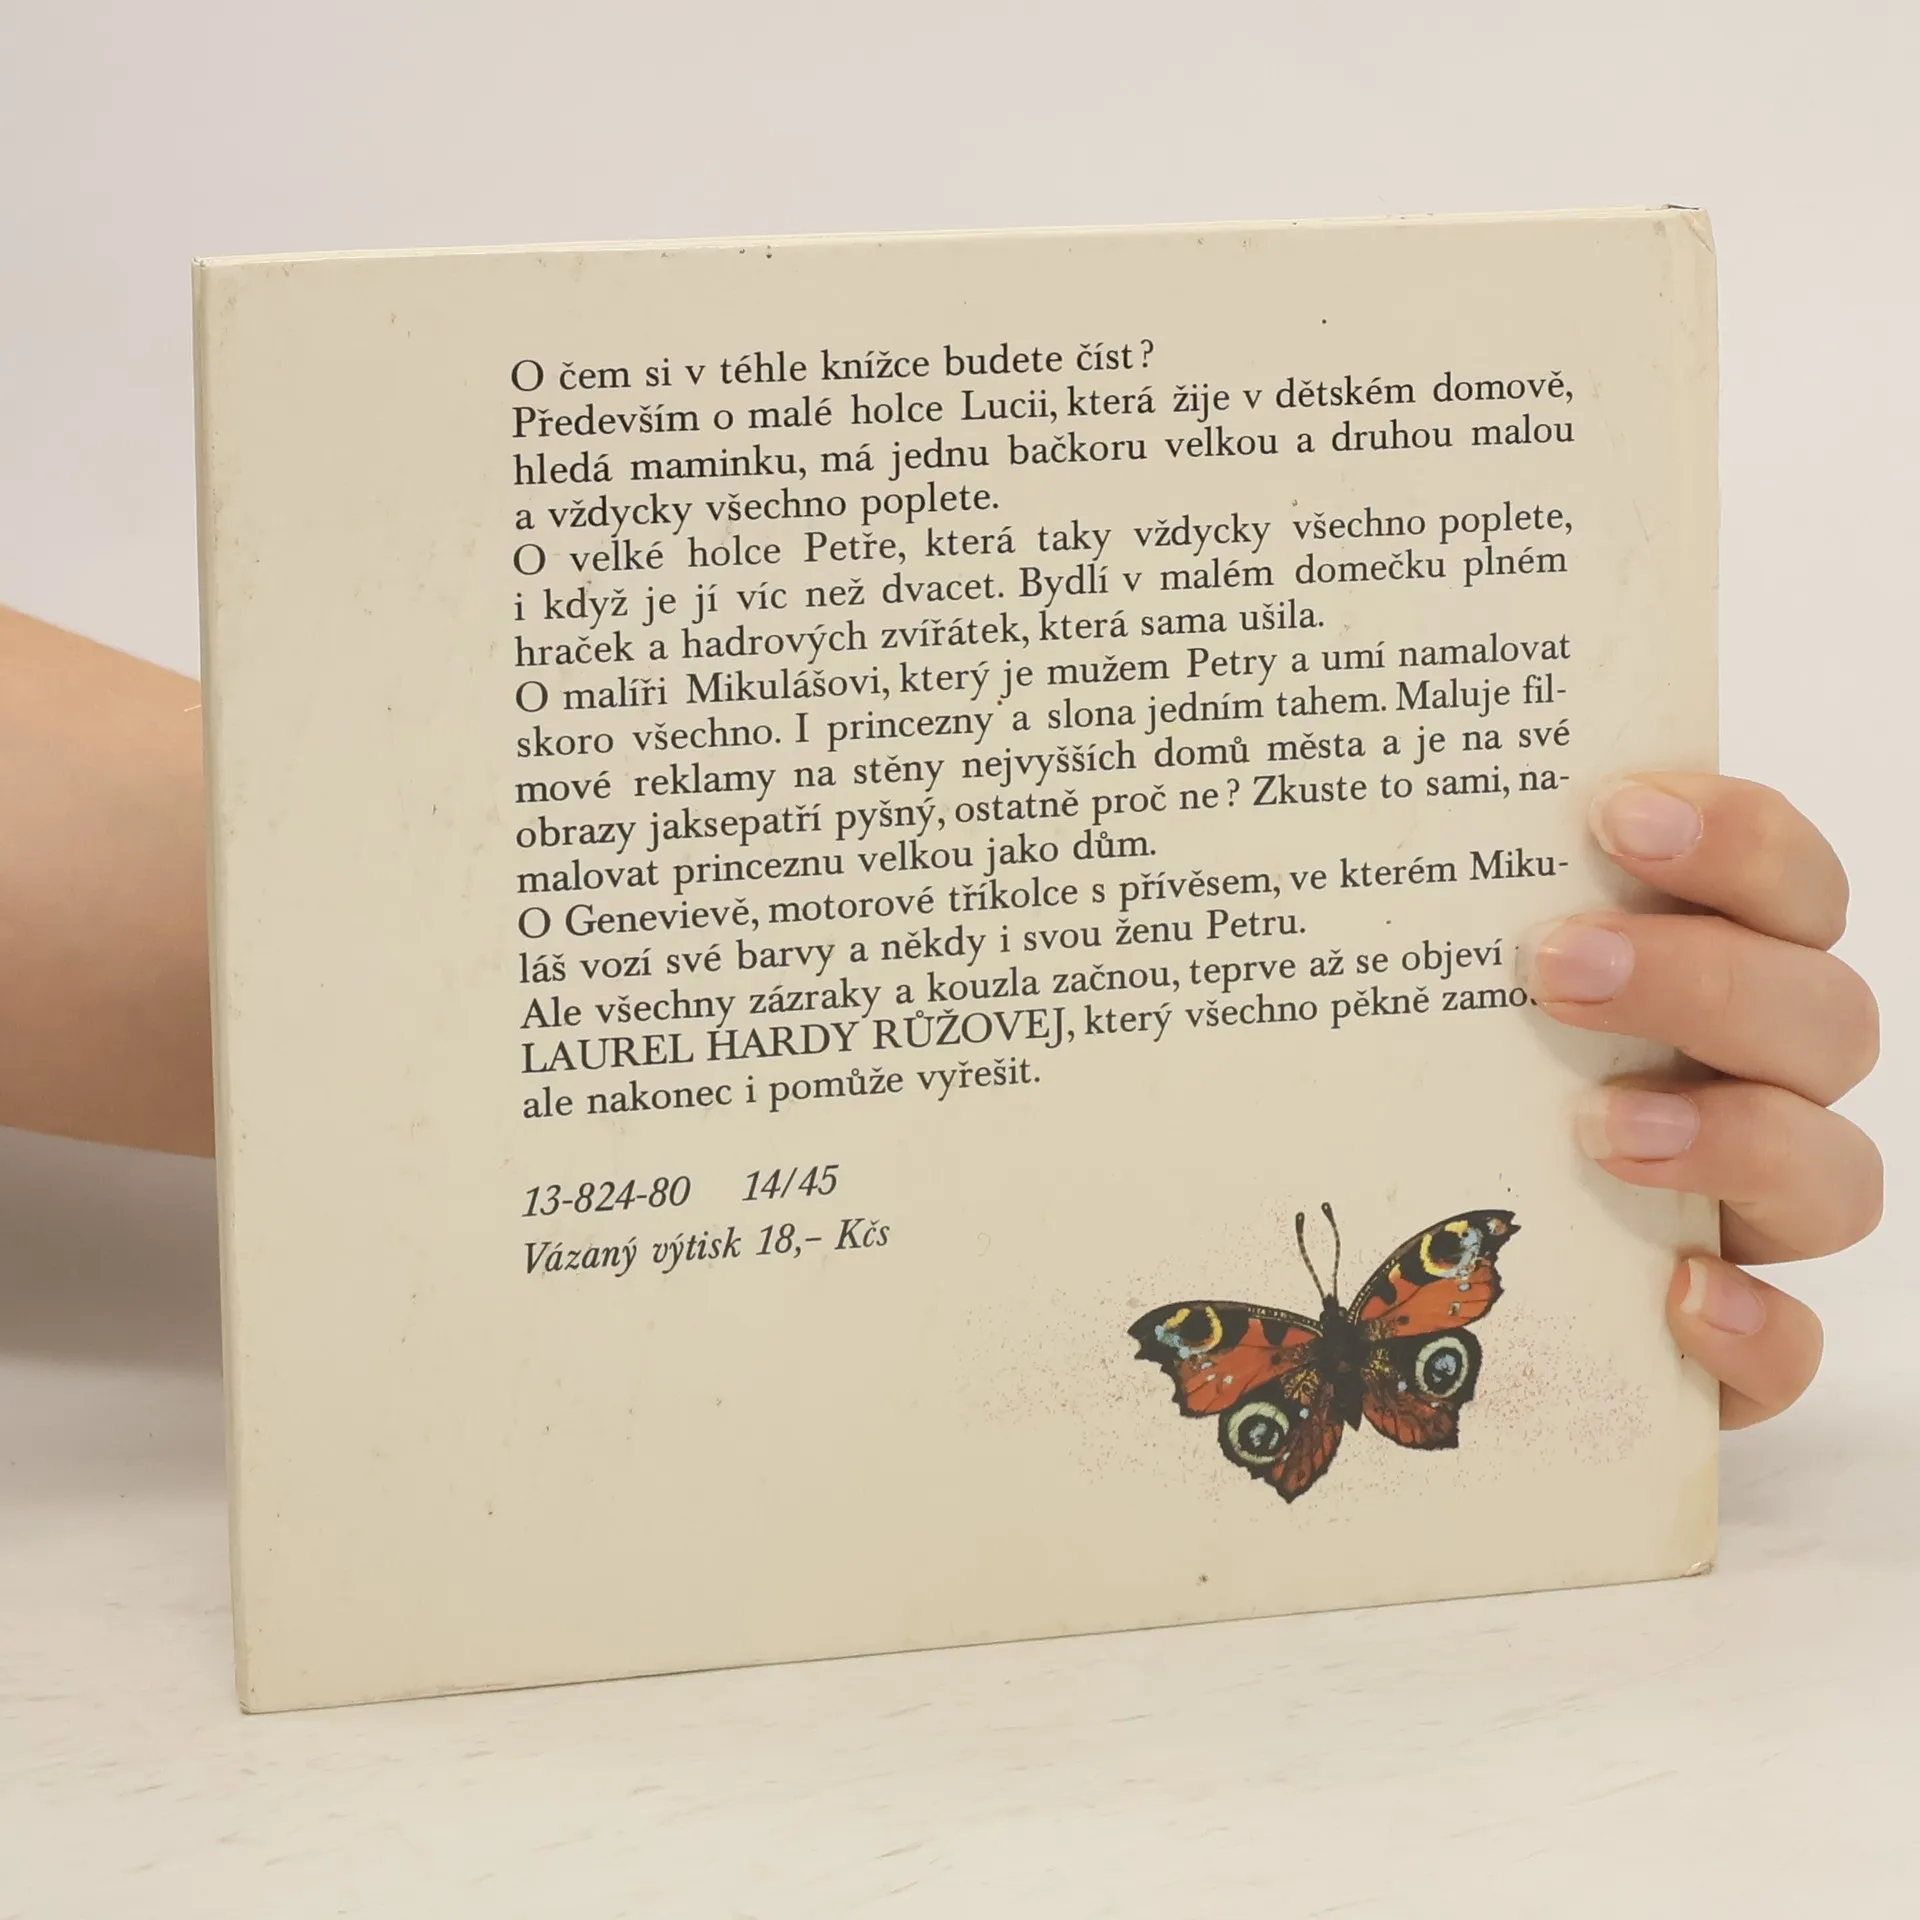 O čem si v téhle knížce budete číst?
Především o malé holce Lucii, která žije v dětském domově,
hledá maminku, má jednu bačkoru velkou a druhou malou
a vždycky všechno poplete.
O velké holce Petře, která taky vždycky všechno poplete,
i když je jí víc než dvacet. Bydlí v malém domečku plném
hraček a hadrových zvířátek, která sama ušila.
O malíři Mikulášovi, který je mužem Petry a umí namalovat
skoro všechno. I princezny a slona jedním tahem. Maluje fil-
mové reklamy na stěny nejvyšších domů města a je na své
obrazy jaksepatří pyšný, ostatně proč ne? Zkuste to sami, na-
malovat princeznu velkou jako dům.
O Genevievě, motorové tříkolce s přívěsem, ve kterém Miku-
láš vozí své barvy a někdy i svou ženu Petru.
Ale všechny zázraky a kouzla začnou, teprve až se objeví
LAUREL HARDY RŮŽOVEJ, který všechno pěkně
ale nakonec i pomůže vyřešit.
13-824-80 14/45
Vázaný výtisk 18,– Kčs